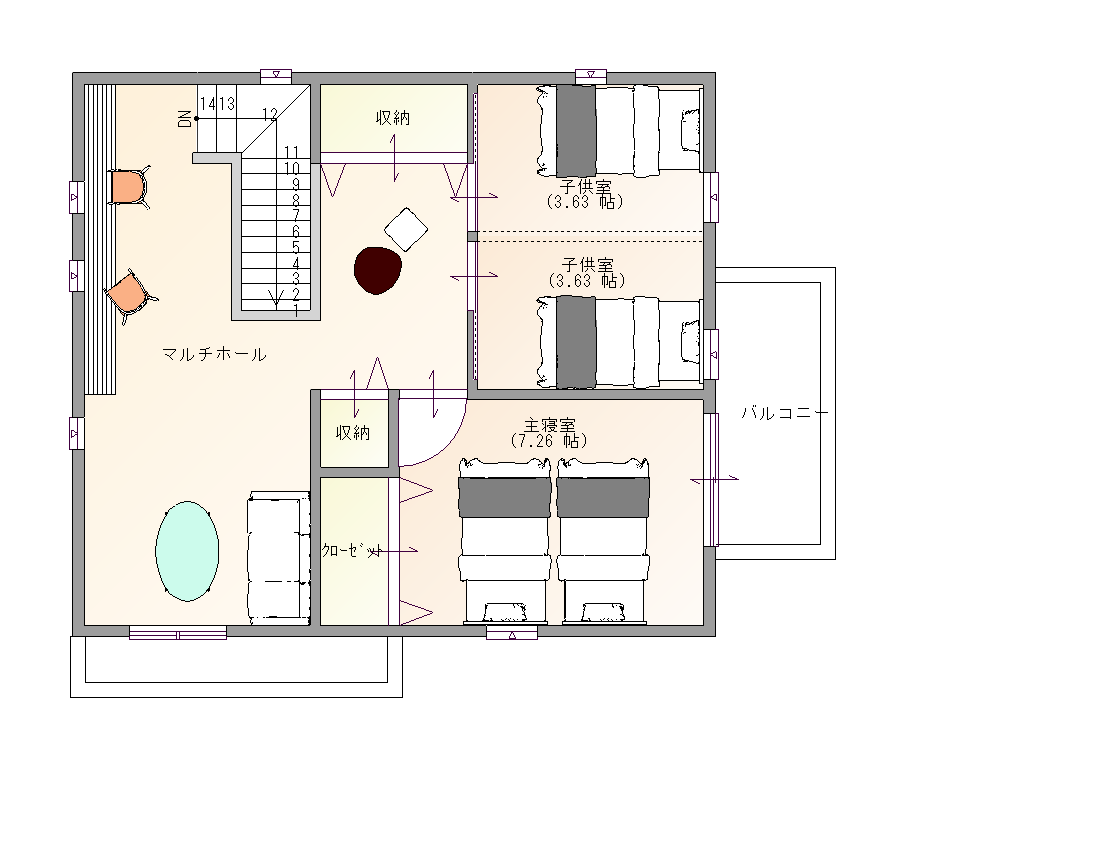 DN
14
13
12
11
10
9
8
7
6
5
4
3
2
1
収納
子供室
(3.63 帖)
子供室
(3.63 帖)
マルチホール
バルコニー
収納
主寝室
(7.26 帖)
ｸﾛｰｾﾞｯﾄ